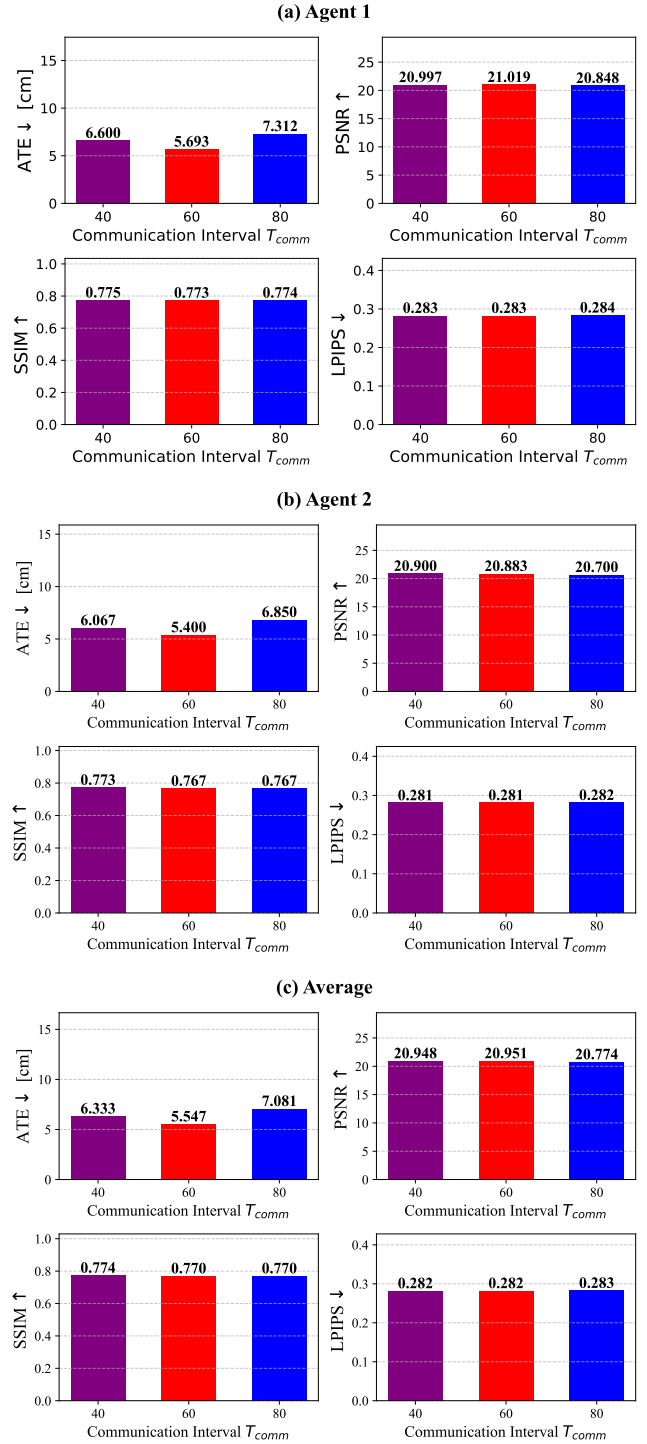 (a) Agent 1
ATE ↓ [cm]
15
10
5
0
6.600 5.693 7.312
40 60 80
Communication Interval T_comm
PSNR ↑
25
20
15
10
5
0
20.997 21.019 20.848
40 60 80
Communication Interval T_comm
SSIM ↑
1.0
0.8
0.6
0.4
0.2
0.0
0.775 0.773 0.774
40 60 80
Communication Interval T_comm
LPIPS ↓
0.4
0.3
0.2
0.1
0.0
0.283 0.283 0.284
40 60 80
Communication Interval T_comm
(b) Agent 2
ATE ↓ [cm]
15
10
5
0
6.067 5.400 6.850
40 60 80
Communication Interval T_comm
PSNR ↑
25
20
15
10
5
0
20.900 20.883 20.700
40 60 80
Communication Interval T_comm
SSIM ↑
1.0
0.8
0.6
0.4
0.2
0.0
0.773 0.767 0.767
40 60 80
Communication Interval T_comm
LPIPS ↓
0.4
0.3
0.2
0.1
0.0
0.281 0.281 0.282
40 60 80
Communication Interval T_comm
(c) Average
ATE ↓ [cm]
15
10
5
0
6.333 5.547 7.081
40 60 80
Communication Interval T_comm
PSNR ↑
25
20
15
10
5
0
20.948 20.951 20.774
40 60 80
Communication Interval T_comm
SSIM ↑
1.0
0.8
0.6
0.4
0.2
0.0
0.774 0.770 0.770
40 60 80
Communication Interval T_comm
LPIPS ↓
0.4
0.3
0.2
0.1
0.0
0.282 0.282 0.283
40 60 80
Communication Interval T_comm